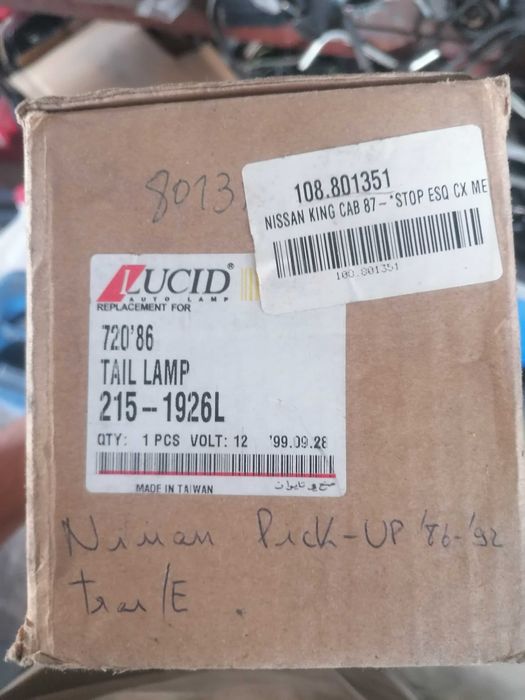 8013
108.801351
NISSAN KING CAB 87-*STOP ESQ CX ME
108.801351
LUCID®
AUTO LAMP
REPLACEMENT FOR
720'86
TAIL LAMP
215-1926L
QTY: 1 PCS VOLT: 12 '99.09.28
MADE IN TAIWAN صنع في تايوان
Nissan Pick-UP '86-'92
tras/E